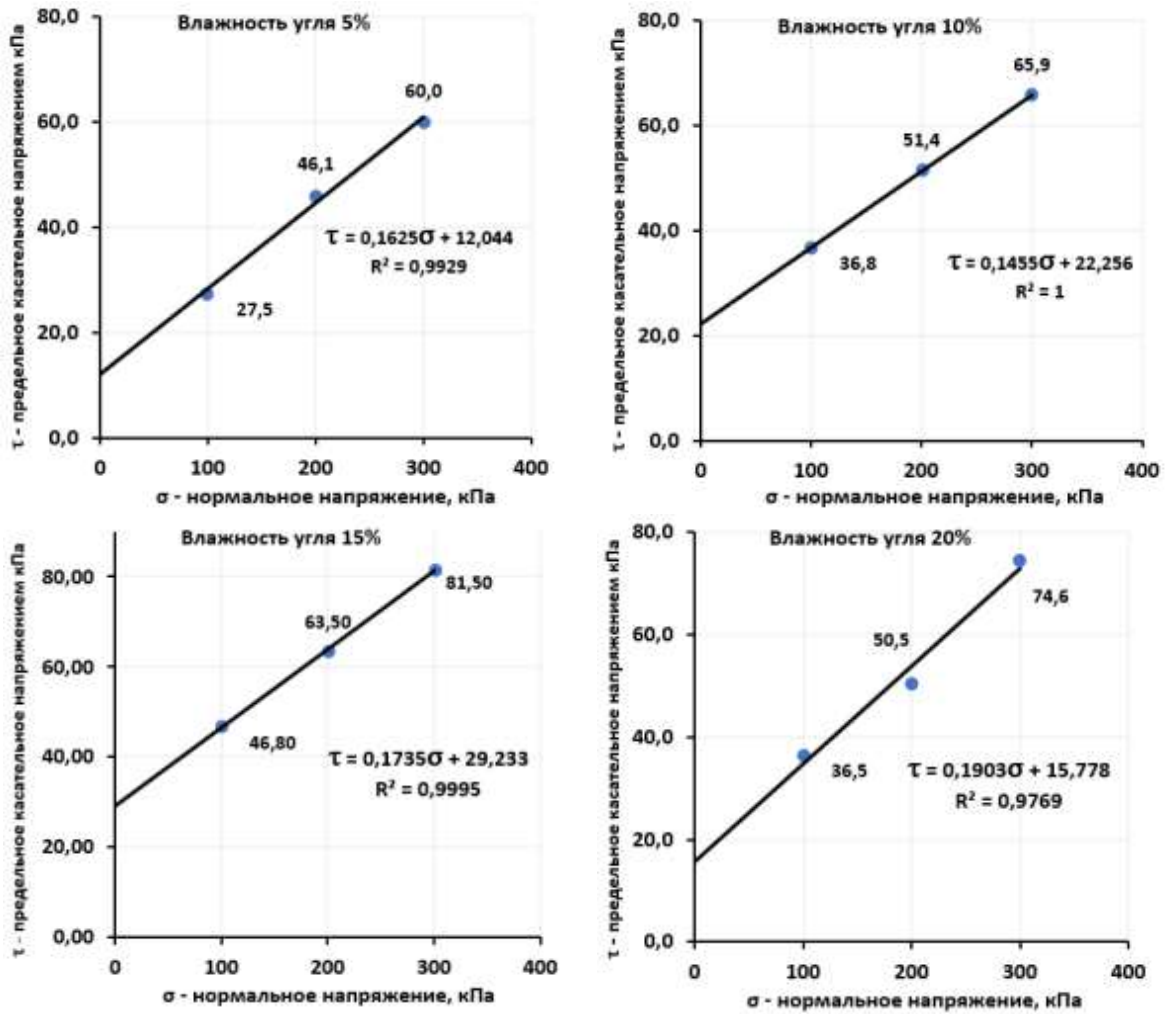 Влажность угля 5%
τ - предельное касательное напряжением кПа
80,0
60,0
40,0
20,0
0,0
60,0
46,1
τ = 0,1625σ + 12,044
R² = 0,9929
27,5
0 100 200 300 400
σ - нормальное напряжение, кПа
Влажность угля 10%
τ - предельное касательное напряжением кПа
80,0
60,0
40,0
20,0
0,0
65,9
51,4
36,8
τ = 0,1455σ + 22,256
R² = 1
0 100 200 300 400
σ - нормальное напряжение, кПа
Влажность угля 15%
τ - предельное касательное напряжением кПа
80,00
60,00
40,00
20,00
0,00
81,50
63,50
46,80
τ = 0,1735σ + 29,233
R² = 0,9995
0 100 200 300 400
σ - нормальное напряжение, кПа
Влажность угля 20%
τ - предельное касательное напряжением кПа
80,0
60,0
40,0
20,0
0,0
74,6
50,5
36,5
τ = 0,1903σ + 15,778
R² = 0,9769
0 100 200 300 400
σ - нормальное напряжение, кПа